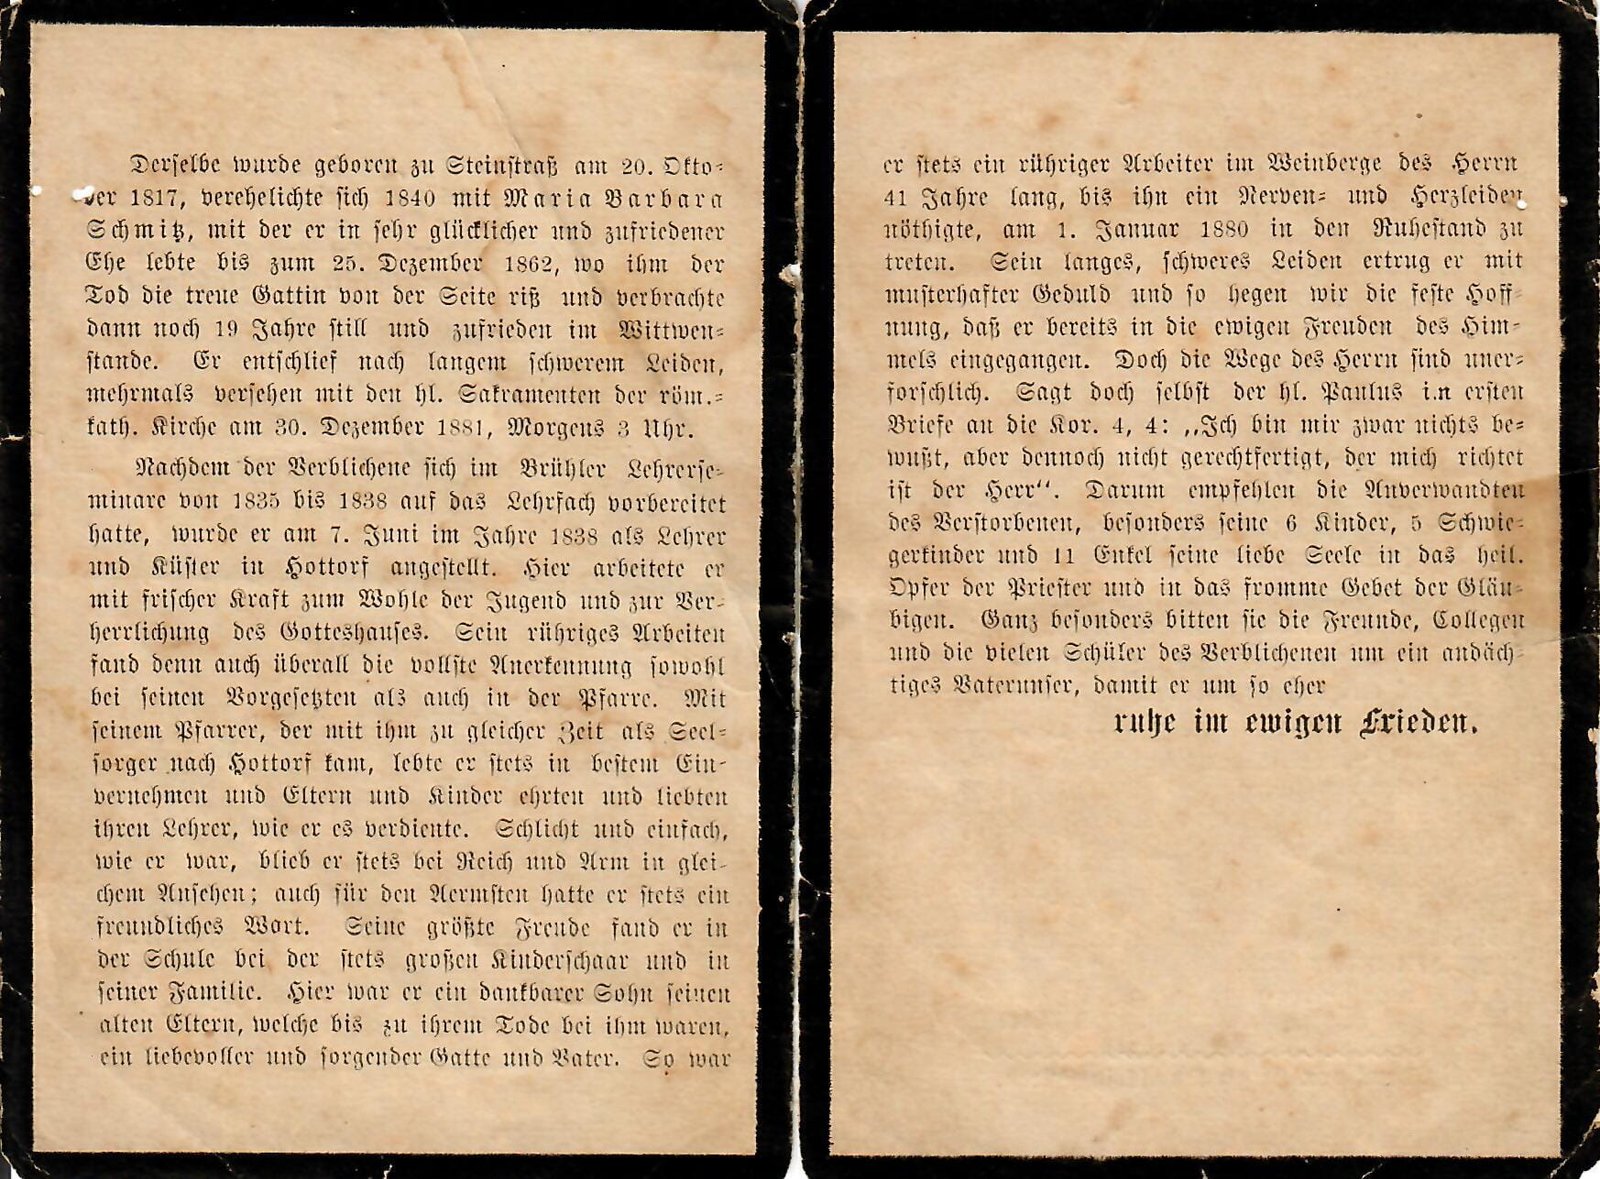 Derselbe wurde geboren zu Steinstraß am 20. Okto-
ber 1817, verehelichte sich 1840 mit Maria Barbara
Schmitz, mit der er in sehr glücklicher und zufriedener
Ehe lebte bis zum 25. Dezember 1862, wo ihm der
Tod die treue Gattin von der Seite riß und verbrachte
dann noch 19 Jahre still und zufrieden im Wittwen-
stande. Er entschlief nach langem schwerem Leiden,
mehrmals versehen mit den hl. Sakramenten der röm.-
kath. Kirche am 30. Dezember 1881, Morgens 3 Uhr.
Nachdem der Verblichene sich im Brühler Lehrerse-
minare von 1835 bis 1838 auf das Lehrfach vorbereitet
hatte, wurde er am 7. Juni im Jahre 1838 als Lehrer
und Küster in Hottorf angestellt. Hier arbeitete er
mit frischer Kraft zum Wohle der Jugend und zur Ver-
herrlichung des Gotteshauses. Sein rühriges Arbeiten
fand denn auch überall die vollste Anerkennung sowohl
bei seinen Vorgesetzten als auch in der Pfarre. Mit
seinem Pfarrer, der mit ihm zu gleicher Zeit als Seel-
sorger nach Hottorf kam, lebte er stets in bestem Ein-
vernehmen und Eltern und Kinder ehrten und liebten
ihren Lehrer, wie er es verdiente. Schlicht und einfach,
wie er war, blieb er stets bei Reich und Arm in glei-
chem Ansehen; auch für den Aermsten hatte er stets ein
freundliches Wort. Seine größte Freude fand er in
der Schule bei der stets großen Kinderschaar und in
seiner Familie. Hier war er ein dankbarer Sohn seinen
alten Eltern, welche bis zu ihrem Tode bei ihm waren,
ein liebevoller und sorgender Gatte und Vater. So war
er stets ein rühriger Arbeiter im Weinberge des Herrn
41 Jahre lang, bis ihn ein Nerven- und Herzleiden
nöthigte, am 1. Januar 1880 in den Ruhestand zu
treten. Sein langes, schweres Leiden ertrug er mit
musterhafter Geduld und so hegen wir die feste Hoff-
nung, daß er bereits in die ewigen Freuden des Him-
mels eingegangen. Doch die Wege des Herrn sind uner-
forschlich. Sagt doch selbst der hl. Paulus im ersten
Briefe an die Kor. 4, 4: „Ich bin mir zwar nichts be-
wußt, aber dennoch nicht gerechtfertigt, der mich richtet
ist der Herr“. Darum empfehlen die Anverwandten
des Verstorbenen, besonders seine 6 Kinder, 5 Schwie-
gerkinder und 11 Enkel seine liebe Seele in das heil.
Opfer der Priester und in das fromme Gebet der Gläu-
bigen. Ganz besonders bitten sie die Freunde, Collegen
und die vielen Schüler des Verblichenen um ein andäch-
tiges Vaterunser, damit er um so eher
ruhe im ewigen Frieden.